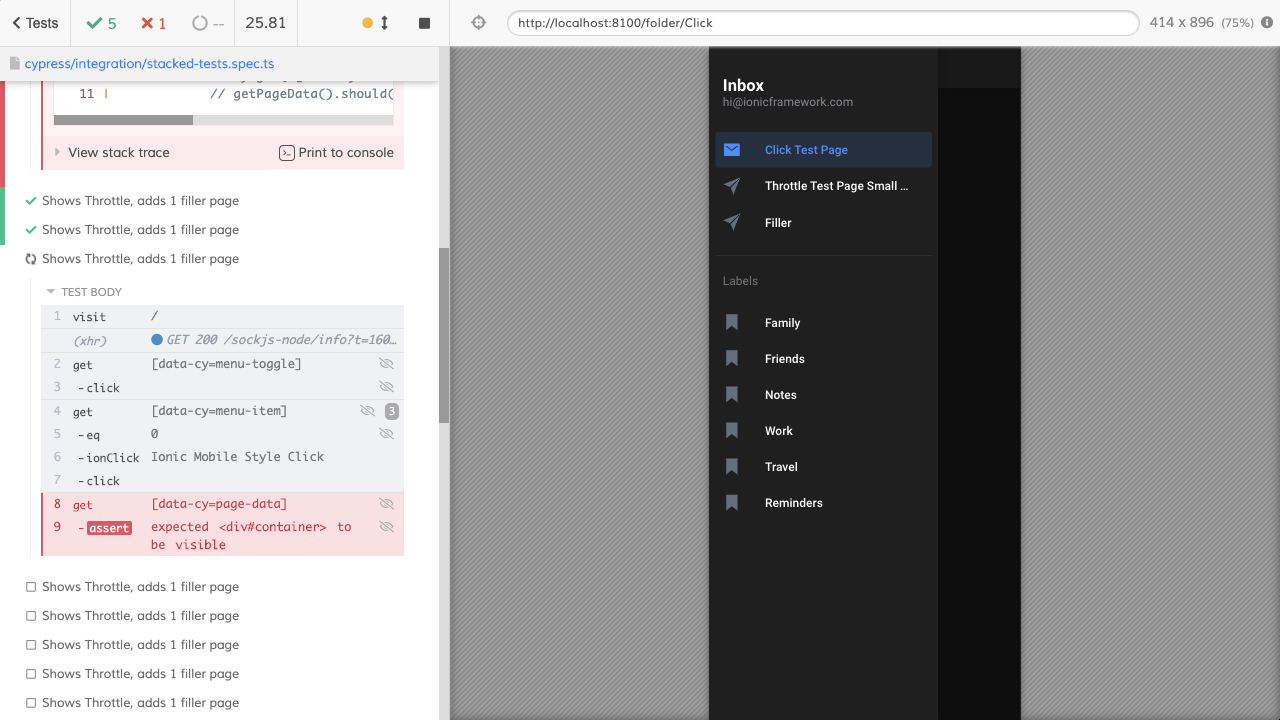 Tests
5
1
--
25.81
http://localhost:8100/folder/Click
414 x 896 (75%)
cypress/integration/stacked-tests.spec.ts
11 | // getPageData().should(
View stack trace
Print to console
Shows Throttle, adds 1 filler page
Shows Throttle, adds 1 filler page
Shows Throttle, adds 1 filler page
TEST BODY
1 visit /
(xhr) GET 200 /sockjs-node/info?t=160…
2 get [data-cy=menu-toggle]
3 -click
4 get [data-cy=menu-item] 3
5 -eq 0
6 -ionClick Ionic Mobile Style Click
7 -click
8 get [data-cy=page-data]
9 -assert expected <div#container> to
be visible
Shows Throttle, adds 1 filler page
Shows Throttle, adds 1 filler page
Shows Throttle, adds 1 filler page
Shows Throttle, adds 1 filler page
Shows Throttle, adds 1 filler page
Inbox
hi@ionicframework.com
Click Test Page
Throttle Test Page Small …
Filler
Labels
Family
Friends
Notes
Work
Travel
Reminders